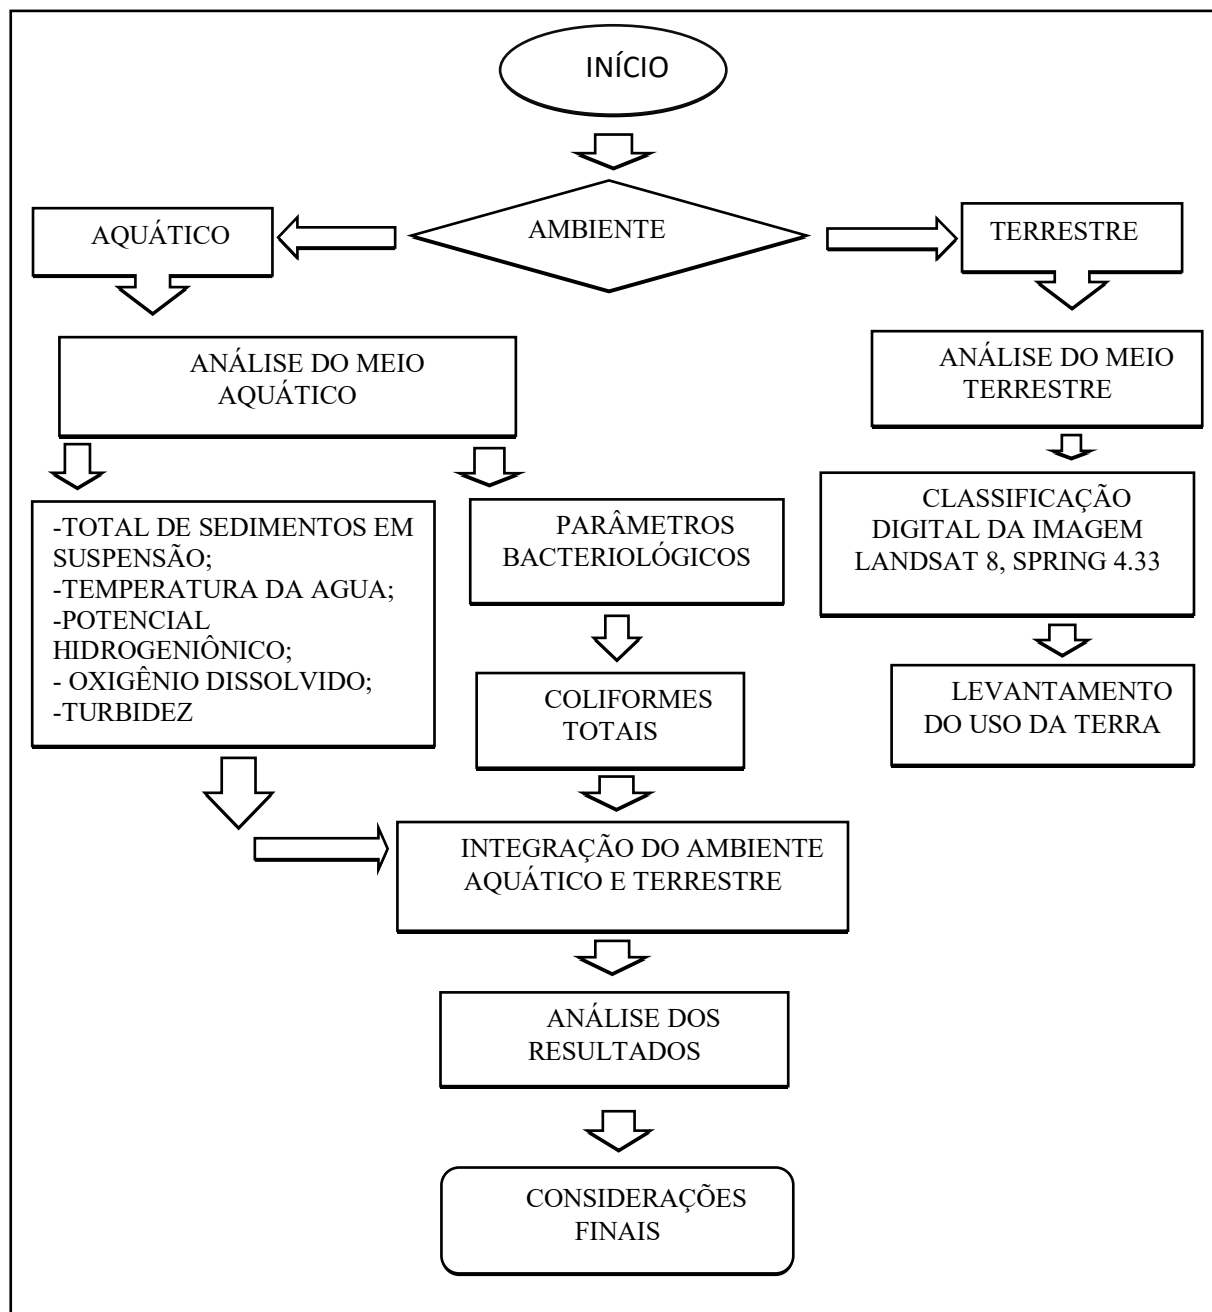 INÍCIO
AMBIENTE
AQUÁTICO
TERRESTRE
ANÁLISE DO MEIO
AQUÁTICO
ANÁLISE DO MEIO
TERRESTRE
-TOTAL DE SEDIMENTOS EM
SUSPENSÃO;
-TEMPERATURA DA AGUA;
-POTENCIAL
HIDROGENIÔNICO;
- OXIGÊNIO DISSOLVIDO;
-TURBIDEZ
PARÂMETROS
BACTERIOLÓGICOS
CLASSIFICAÇÃO
DIGITAL DA IMAGEM
LANDSAT 8, SPRING 4.33
COLIFORMES
TOTAIS
LEVANTAMENTO
DO USO DA TERRA
INTEGRAÇÃO DO AMBIENTE
AQUÁTICO E TERRESTRE
ANÁLISE DOS
RESULTADOS
CONSIDERAÇÕES
FINAIS